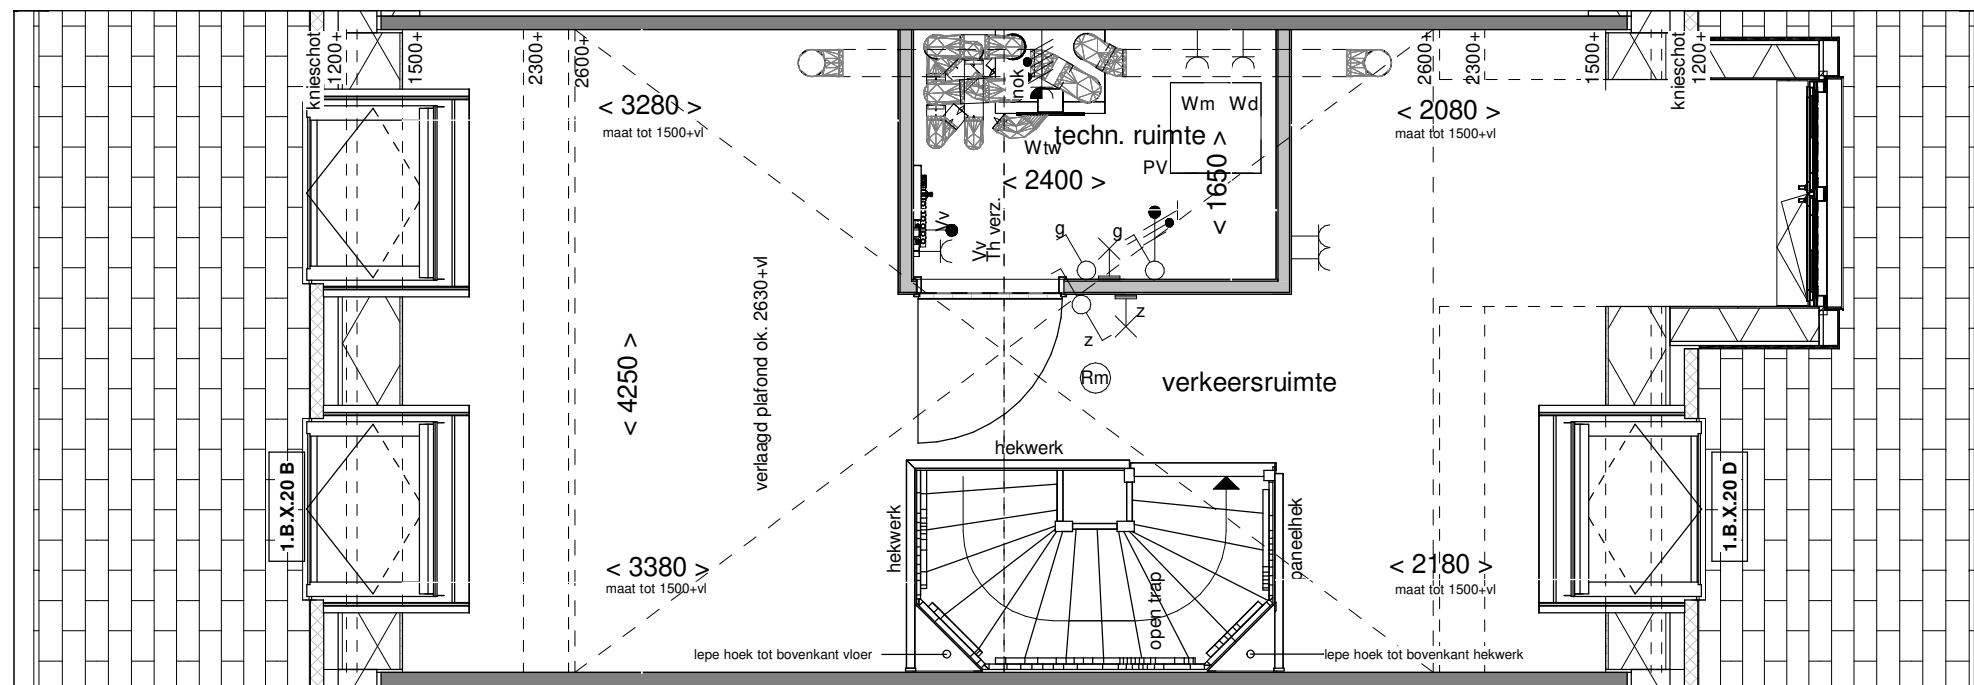 knieschot
1200+
1500+
2300+
2600+
< 3280 >
maat tot 1500+vl
nok
Wm Wd
techn. ruimte
Wtw
PV
< 2400 >
< 1650 >
Vv
Vv
Th verz.
g
g
z
z
2600+
2300+
1500+
knieschot
1200+
< 2080 >
maat tot 1500+vl
< 4250 >
verlaagd plafond ok. 2630+vl
Rm
verkeersruimte
hekwerk
1.B.X.20 B
hekwerk
paneelhek
open trap
1.B.X.20 D
< 3380 >
maat tot 1500+vl
< 2180 >
maat tot 1500+vl
lepe hoek tot bovenkant vloer
lepe hoek tot bovenkant hekwerk